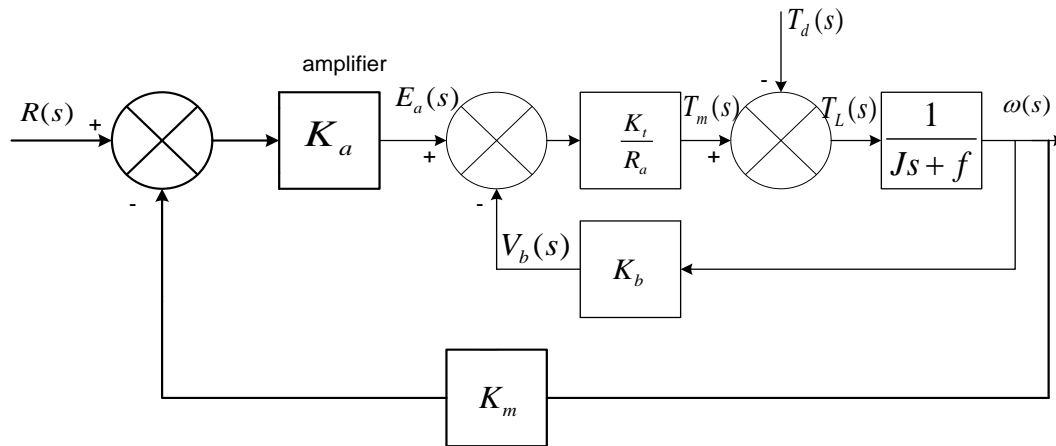 T_d(s)
-
amplifier
R(s)
+
K_a
E_a(s)
+
K_t
R_a
T_m(s)
+
T_L(s)
1
Js + f
ω(s)
-
-
V_b(s)
K_b
K_m